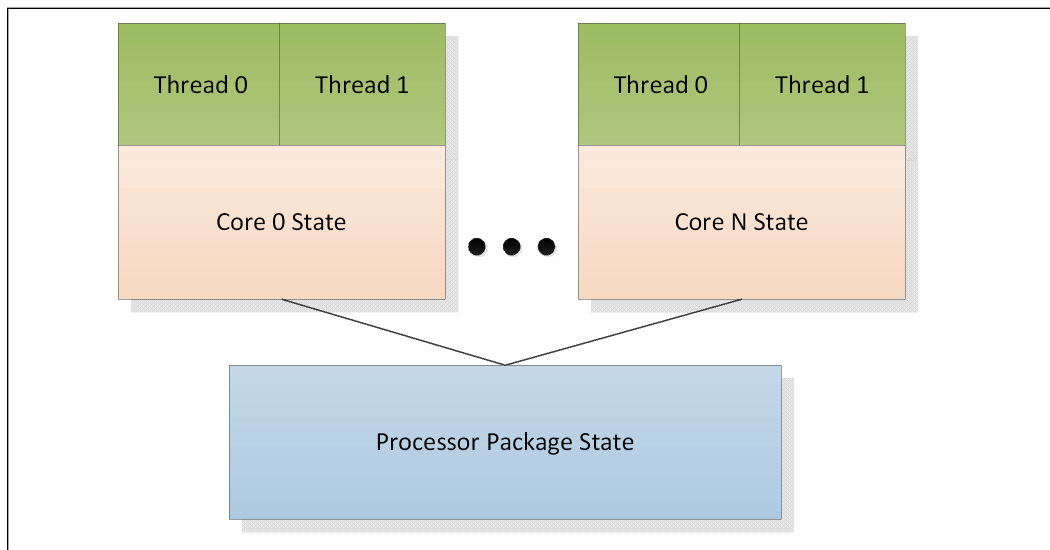 Thread 0
Thread 1
Thread 0
Thread 1
Core 0 State
Core N State
Processor Package State